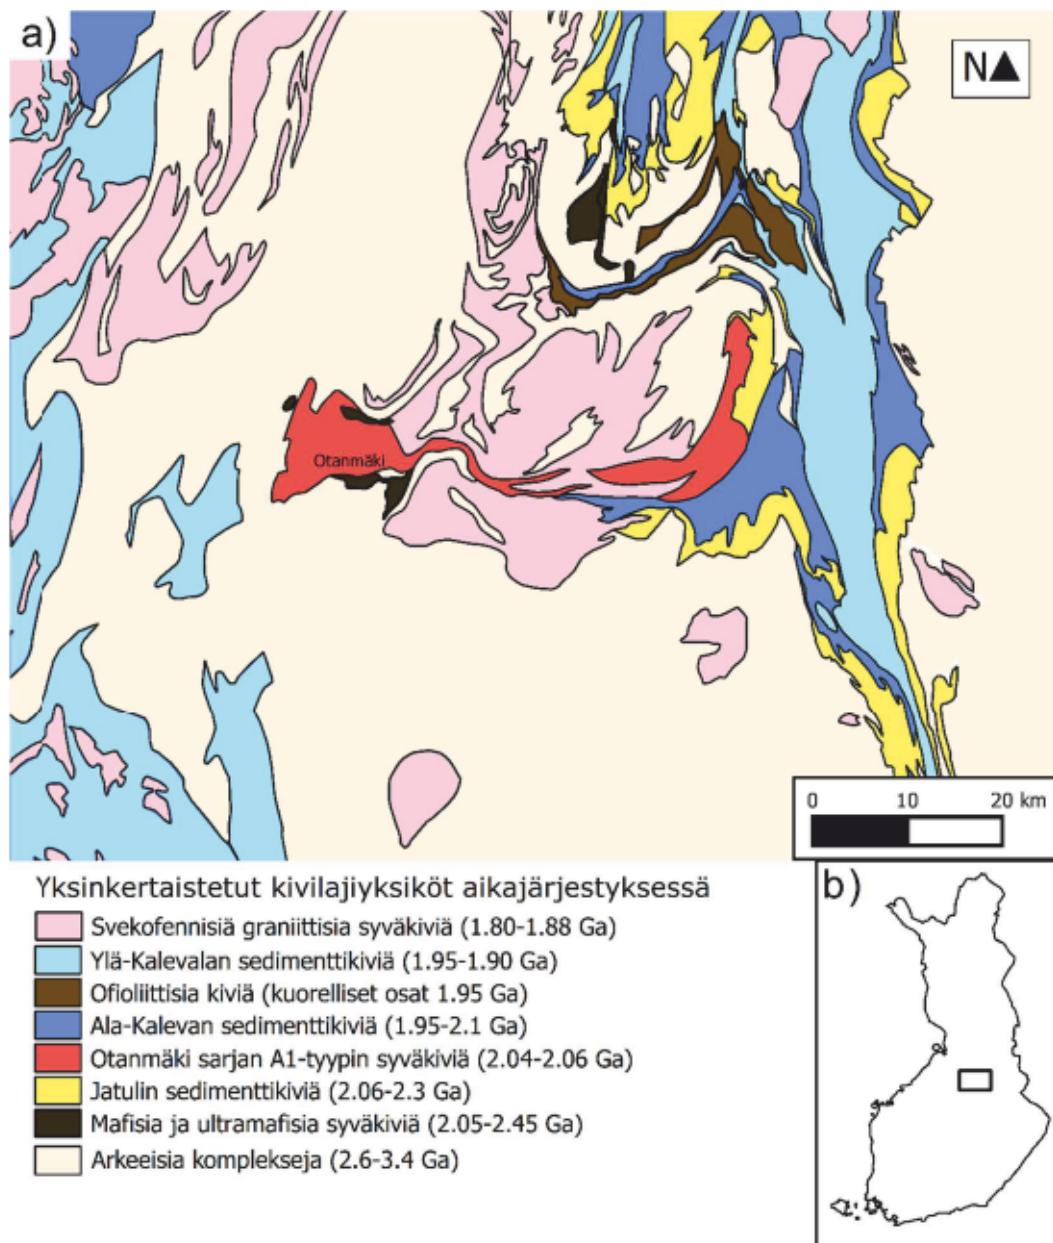 a)
N
Otanmäki
0 10 20 km
Yksinkertaistetut kivilajiyksiköt aikajärjestyksessä
Svekofennisiä graniittisia syväkiviä (1.80-1.88 Ga)
Ylä-Kalevalan sedimenttikiviä (1.95-1.90 Ga)
Ofioliittisia kiviä (kuorelliset osat 1.95 Ga)
Ala-Kalevan sedimenttikiviä (1.95-2.1 Ga)
Otanmäki sarjan A1-tyypin syväkiviä (2.04-2.06 Ga)
Jatulin sedimenttikiviä (2.06-2.3 Ga)
Mafisia ja ultramafisia syväkiviä (2.05-2.45 Ga)
Arkeeisia komplekseja (2.6-3.4 Ga)
b)